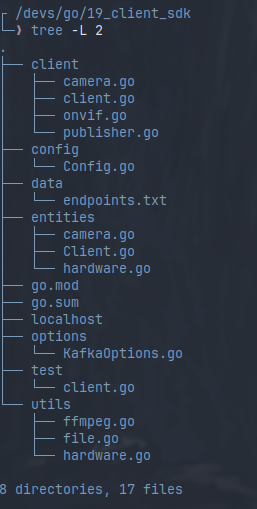 ┌ /devs/go/19_client_sdk
└─❯ tree -L 2
.
├── client
│   ├── camera.go
│   ├── client.go
│   ├── onvif.go
│   └── publisher.go
├── config
│   └── Config.go
├── data
│   └── endpoints.txt
├── entities
│   ├── camera.go
│   ├── Client.go
│   └── hardware.go
├── go.mod
├── go.sum
├── localhost
├── options
│   └── KafkaOptions.go
├── test
│   └── client.go
└── utils
    ├── ffmpeg.go
    ├── file.go
    └── hardware.go
8 directories, 17 files